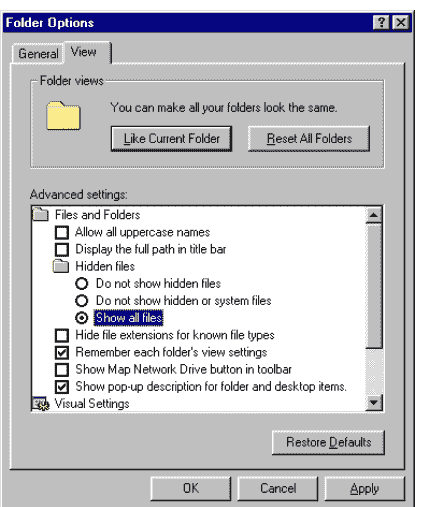 Folder Options
General View
Folder views
You can make all your folders look the same.
Like Current Folder Reset All Folders
Advanced settings:
Files and Folders
Allow all uppercase names
Display the full path in title bar
Hidden files
Do not show hidden files
Do not show hidden or system files
Show all files
Hide file extensions for known file types
Remember each folder's view settings
Show Map Network Drive button in toolbar
Show pop-up description for folder and desktop items.
Visual Settings
Restore Defaults
OK Cancel Apply